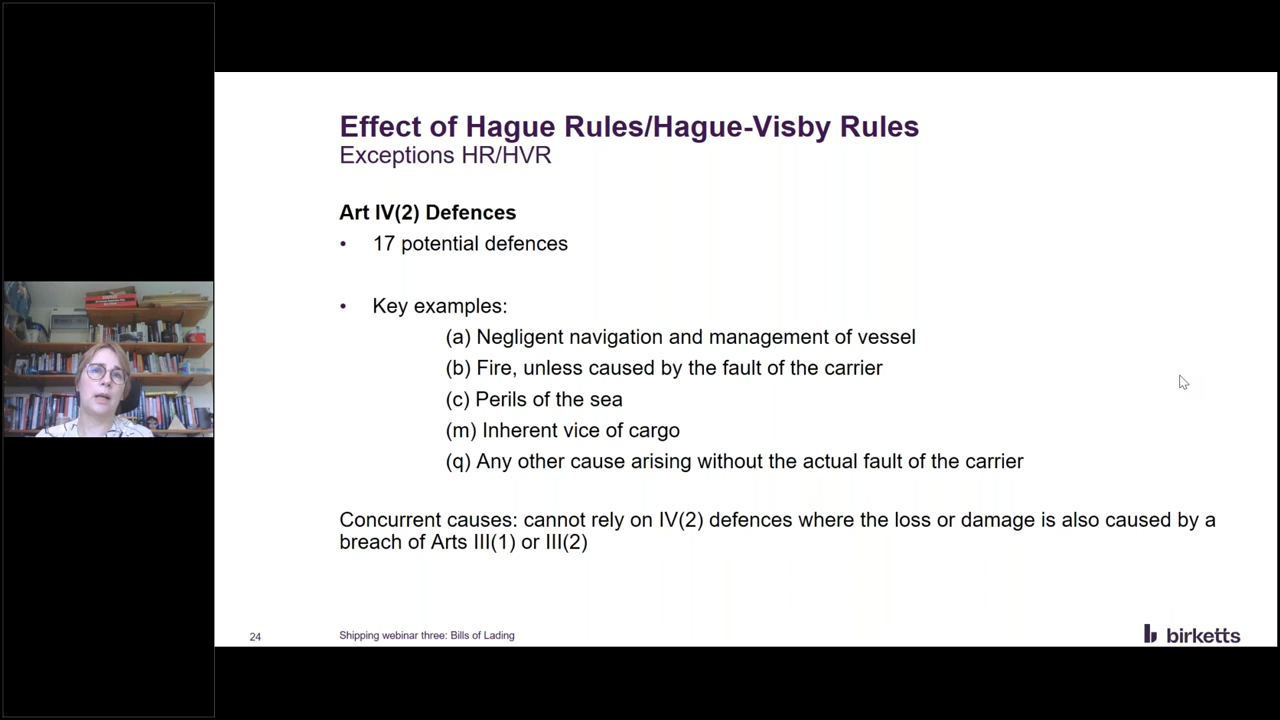 Effect of Hague Rules/Hague-Visby Rules
Exceptions HR/HVR
Art IV(2) Defences
• 17 potential defences
• Key examples:
(a) Negligent navigation and management of vessel
(b) Fire, unless caused by the fault of the carrier
(c) Perils of the sea
(m) Inherent vice of cargo
(q) Any other cause arising without the actual fault of the carrier
Concurrent causes: cannot rely on IV(2) defences where the loss or damage is also caused by a
breach of Arts III(1) or III(2)
24
Shipping webinar three: Bills of Lading
birketts